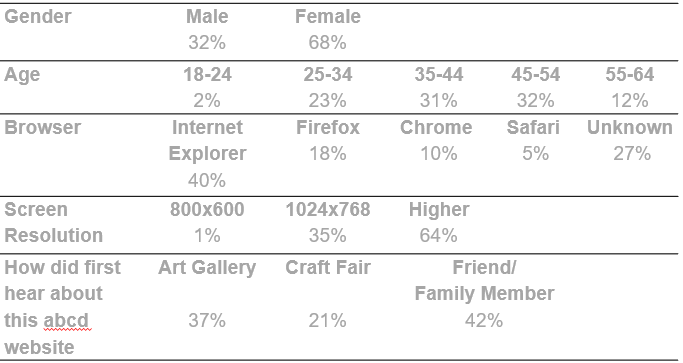 Gender Male Female
32% 68%
Age 18-24 25-34 35-44 45-54 55-64
2% 23% 31% 32% 12%
Browser Internet Firefox Chrome Safari Unknown
Explorer 18% 10% 5% 27%
40%
Screen 800x600 1024x768 Higher
Resolution 1% 35% 64%
How did first Art Gallery Craft Fair Friend/
hear about Family Member
this abcd 37% 21% 42%
website